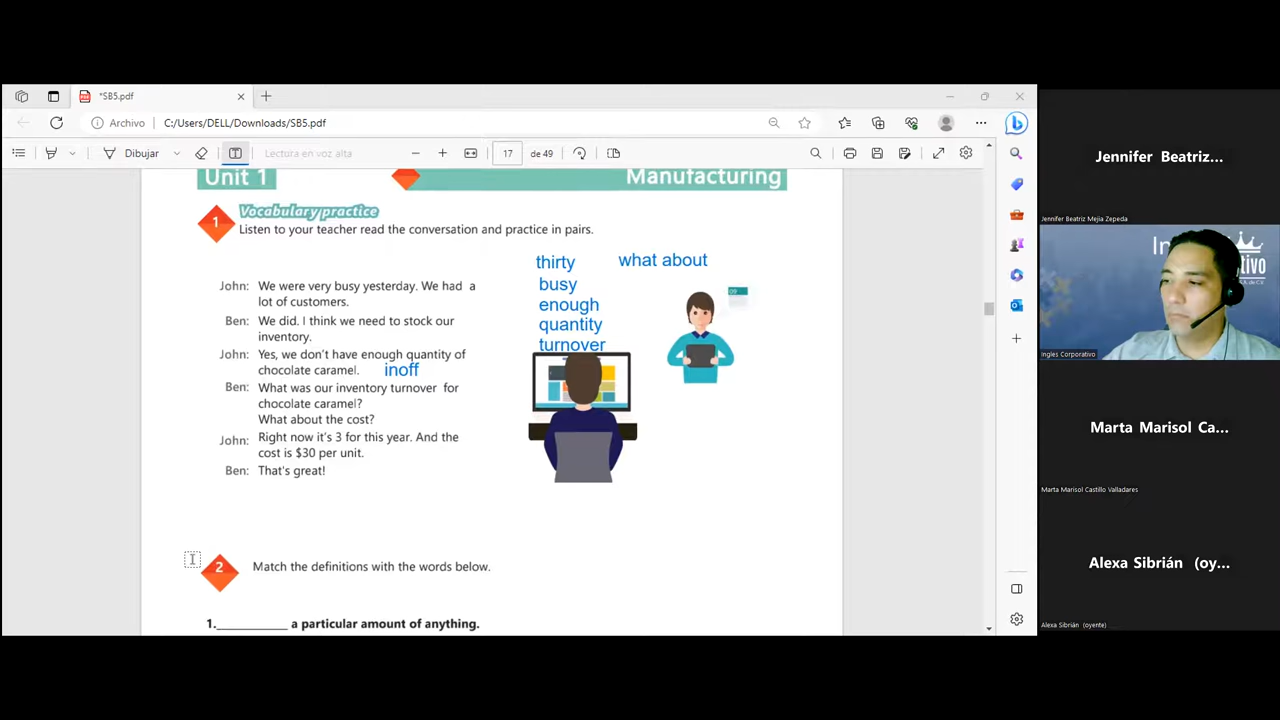 *SB5.pdf
Archivo
C:/Users/DELL/Downloads/SB5.pdf
Dibujar
Lectura en voz alta
17
de 49
Unit 1
Manufacturing
1
Vocabulary practice
Listen to your teacher read the conversation and practice in pairs.
John: We were very busy yesterday. We had a
lot of customers.
Ben: We did. I think we need to stock our
inventory.
John: Yes, we don't have enough quantity of
chocolate caramel.
inoff
Ben: What was our inventory turnover for
chocolate caramel?
What about the cost?
John: Right now it's 3 for this year. And the
cost is $30 per unit.
Ben: That's great!
thirty
what about
busy
enough
quantity
turnover
09
2
Match the definitions with the words below.
1.____________ a particular amount of anything.
Jennifer Beatriz...
Jennifer Beatriz Mejia Zepeda
Ingles Corporativo
Marta Marisol Ca...
Marta Marisol Castillo Valladares
Alexa Sibrián (oy...
Alexa Sibrián (oyente)